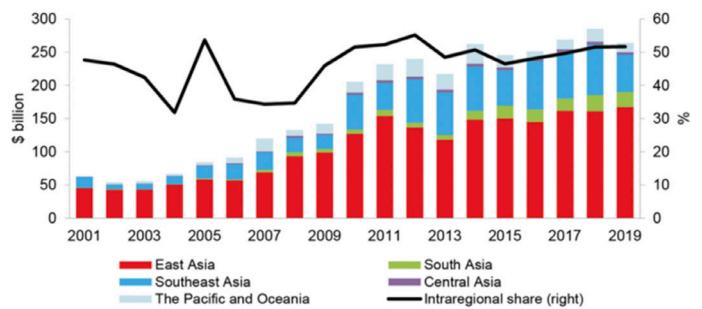 300 60
250 50
200 40
150 30
100 20
50 10
0 0
$ billion
%
2001 2003 2005 2007 2009 2011 2013 2015 2017 2019
East Asia South Asia
Southeast Asia Central Asia
The Pacific and Oceania Intraregional share (right)